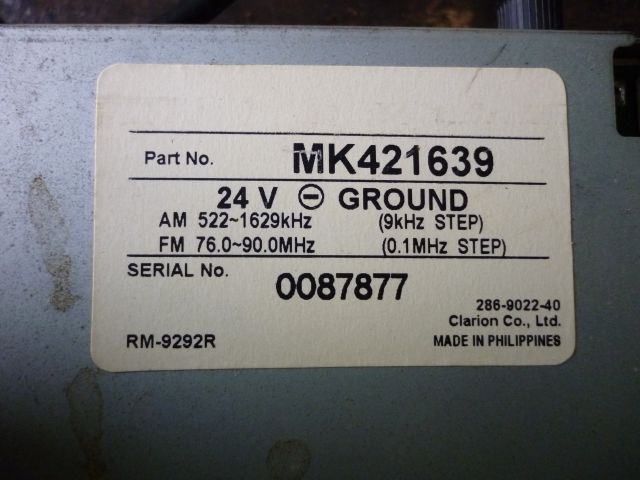 Part No. MK421639
24 V ⊖ GROUND
AM 522~1629kHz (9kHz STEP)
FM 76.0~90.0MHz (0.1MHz STEP)
SERIAL No. 0087877
286-9022-40
Clarion Co., Ltd.
RM-9292R MADE IN PHILIPPINES